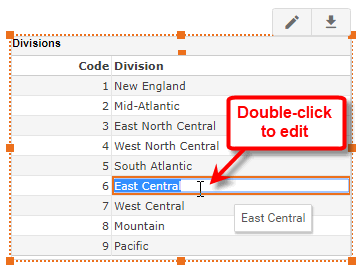 Divisions
Code Division
1 New England
2 Mid-Atlantic
3 East North Central
4 West North Central
5 South Atlantic
6 East Central
7 West Central
8 Mountain
9 Pacific
Double-click
to edit
East Central